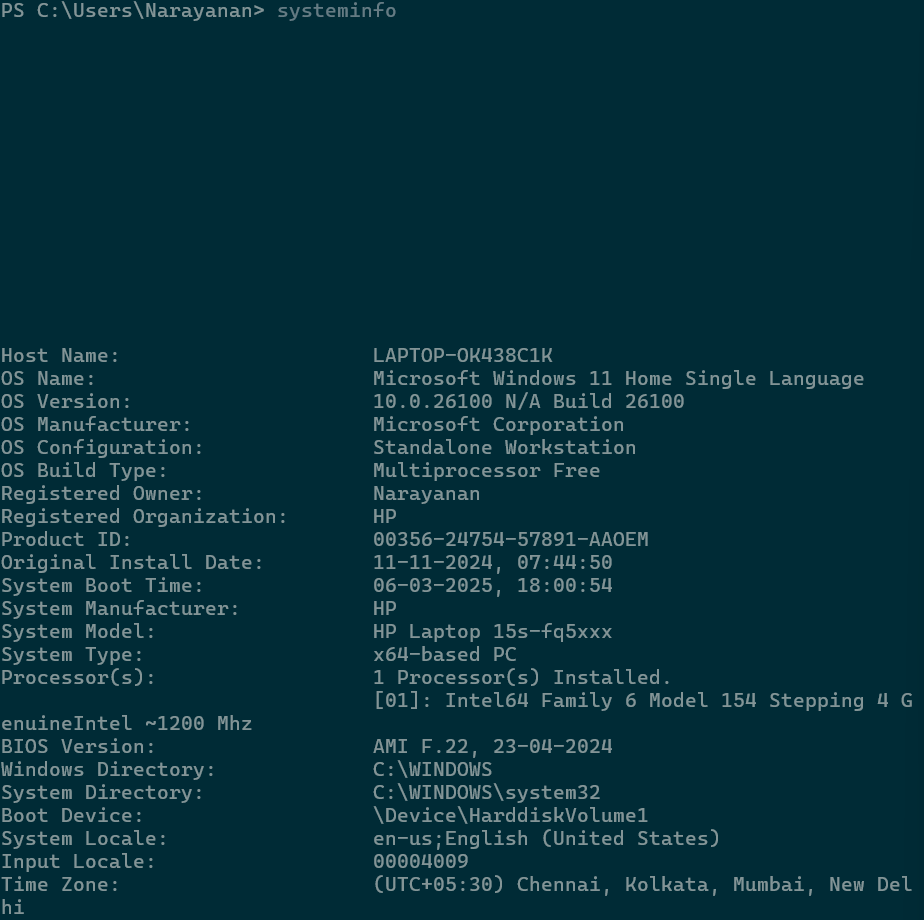 PS C:\Users\Narayanan> systeminfo
Host Name:                     LAPTOP-OK438C1K
OS Name:                       Microsoft Windows 11 Home Single Language
OS Version:                    10.0.26100 N/A Build 26100
OS Manufacturer:               Microsoft Corporation
OS Configuration:              Standalone Workstation
OS Build Type:                 Multiprocessor Free
Registered Owner:              Narayanan
Registered Organization:       HP
Product ID:                    00356-24754-57891-AAOEM
Original Install Date:         11-11-2024, 07:44:50
System Boot Time:              06-03-2025, 18:00:54
System Manufacturer:           HP
System Model:                  HP Laptop 15s-fq5xxx
System Type:                   x64-based PC
Processor(s):                  1 Processor(s) Installed.
                               [01]: Intel64 Family 6 Model 154 Stepping 4 G
enuineIntel ~1200 Mhz
BIOS Version:                  AMI F.22, 23-04-2024
Windows Directory:             C:\WINDOWS
System Directory:              C:\WINDOWS\system32
Boot Device:                   \Device\HarddiskVolume1
System Locale:                 en-us;English (United States)
Input Locale:                  00004009
Time Zone:                     (UTC+05:30) Chennai, Kolkata, Mumbai, New Del
hi